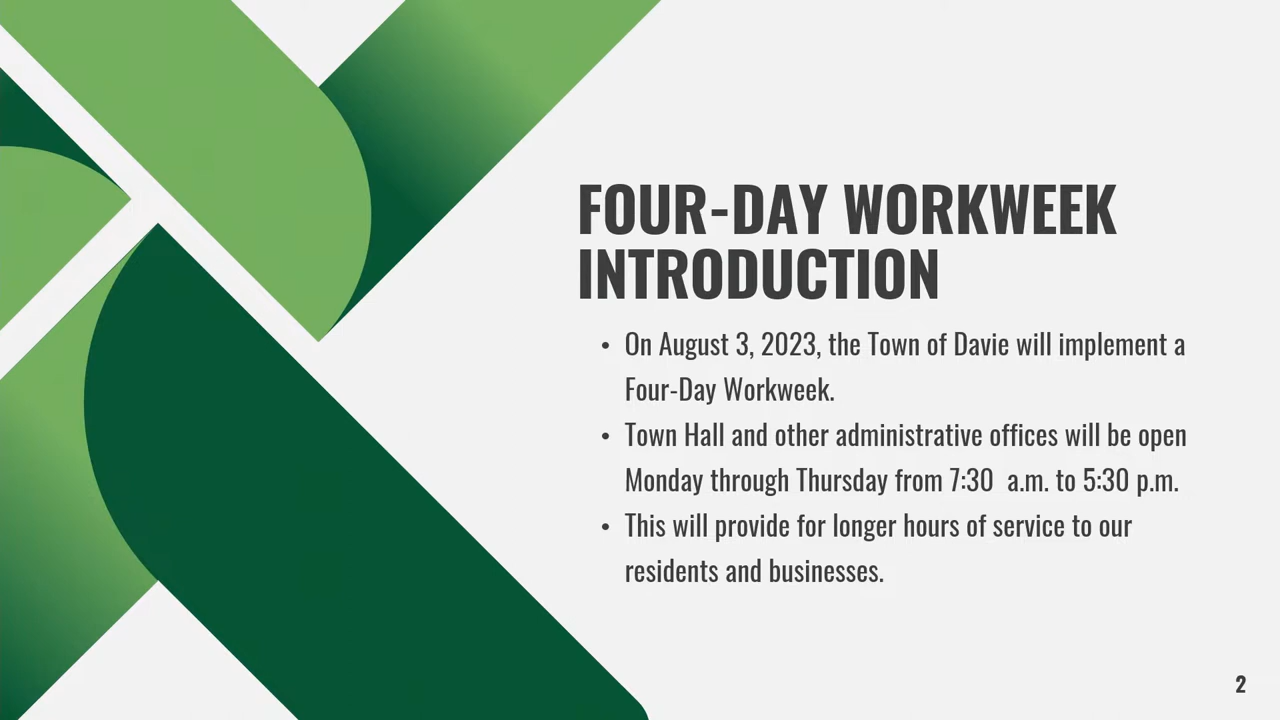 FOUR-DAY WORKWEEK
INTRODUCTION
• On August 3, 2023, the Town of Davie will implement a
Four-Day Workweek.
• Town Hall and other administrative offices will be open
Monday through Thursday from 7:30  a.m. to 5:30 p.m.
• This will provide for longer hours of service to our
residents and businesses.
2